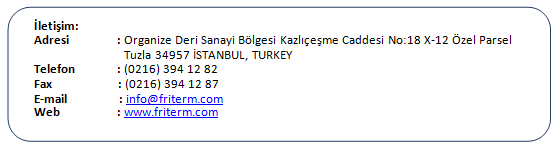 İletişim:
Adresi : Organize Deri Sanayi Bölgesi Kazlıçeşme Caddesi No:18 X-12 Özel Parsel
Tuzla 34957 İSTANBUL, TURKEY
Telefon : (0216) 394 12 82
Fax : (0216) 394 12 87
E-mail : info@friterm.com
Web : www.friterm.com